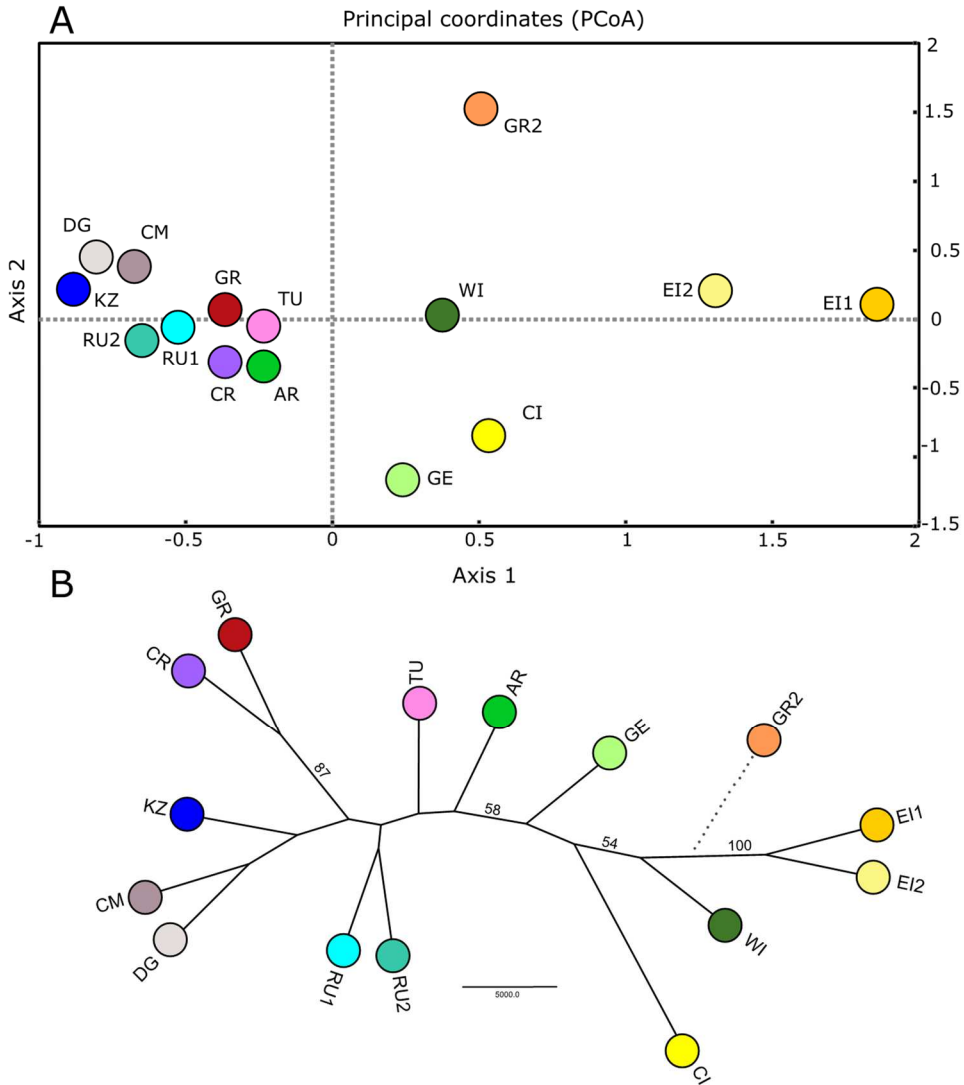 A
Principal coordinates (PCoA)
2
1.5
GR2
1
DG
CM
0.5
GR
WI
EI2
Axis 2
KZ
TU
EI1
0
RU2
RU1
CR
AR
-0.5
CI
-1
GE
-1.5
-1
-0.5
0
0.5
1
1.5
2
Axis 1
B
GR
CR
TU
AR
GR2
GE
87
KZ
58
EI1
54
100
EI2
CM
WI
DG
RU1
RU2
5000.0
CI